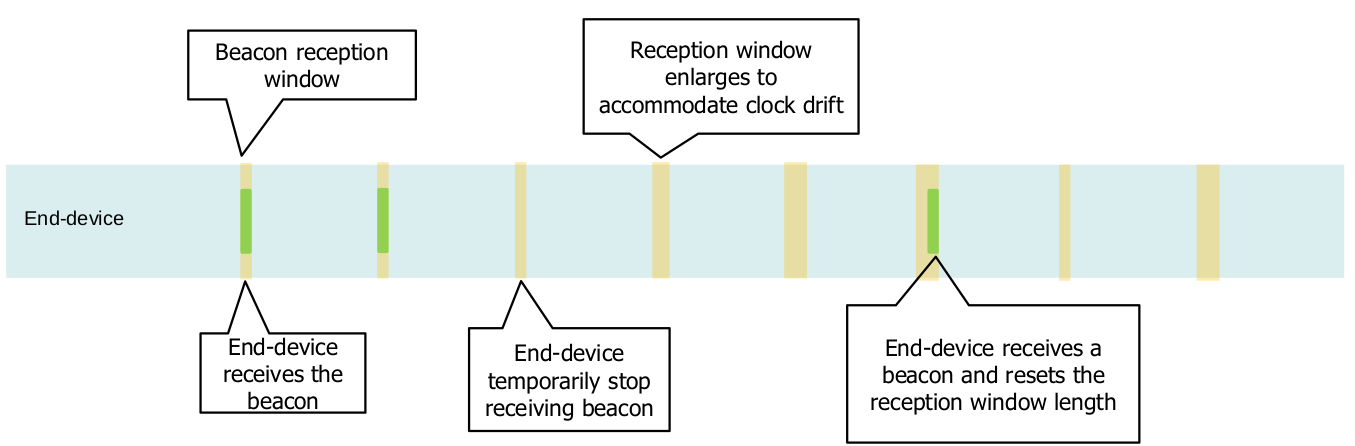 Beacon reception
window
Reception window
enlarges to
accommodate clock drift
End-device
End-device
receives the
beacon
End-device
temporarily stop
receiving beacon
End-device receives a
beacon and resets the
reception window length